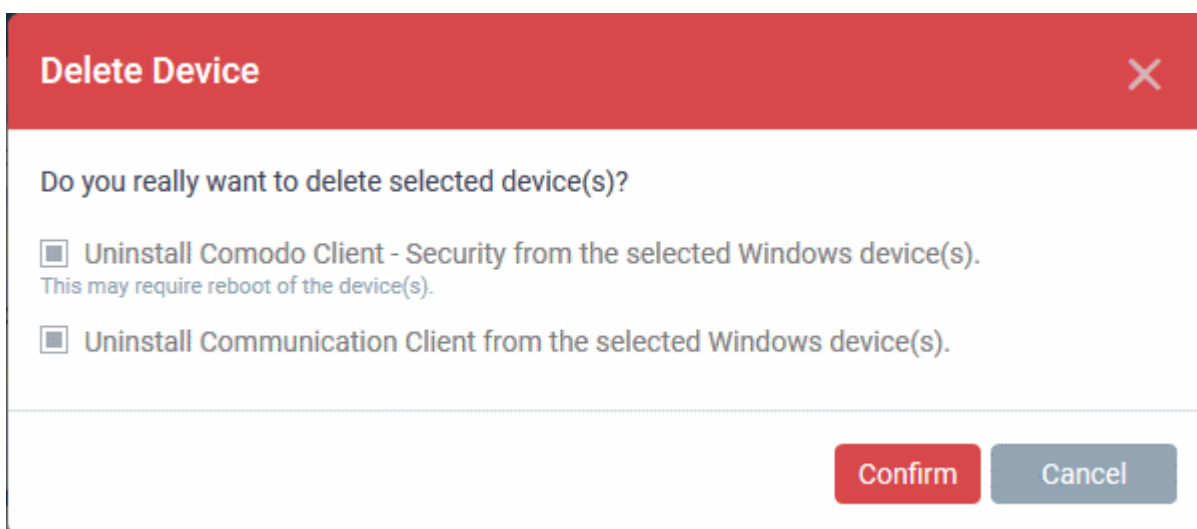 Delete Device
Do you really want to delete selected device(s)?
Uninstall Comodo Client - Security from the selected Windows device(s).
This may require reboot of the device(s).
Uninstall Communication Client from the selected Windows device(s).
Confirm
Cancel